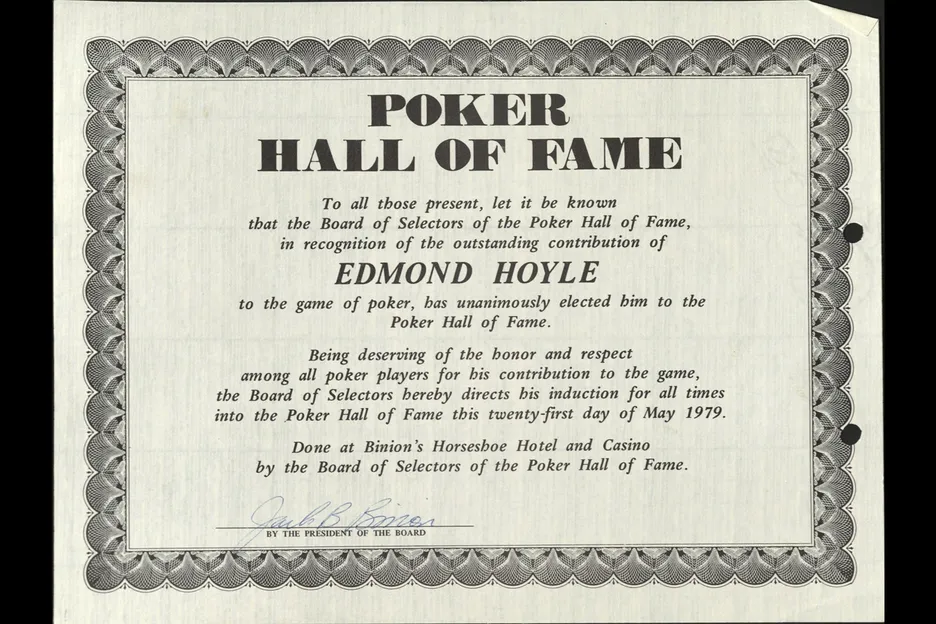 POKER
HALL OF FAME
To all those present, let it be known
that the Board of Selectors of the Poker Hall of Fame,
in recognition of the outstanding contribution of
EDMOND HOYLE
to the game of poker, has unanimously elected him to the
Poker Hall of Fame.
Being deserving of the honor and respect
among all poker players for his contribution to the game,
the Board of Selectors hereby directs his induction for all times
into the Poker Hall of Fame this twenty-first day of May 1979.
Done at Binion's Horseshoe Hotel and Casino
by the Board of Selectors of the Poker Hall of Fame.
Jack B. Binion
BY THE PRESIDENT OF THE BOARD